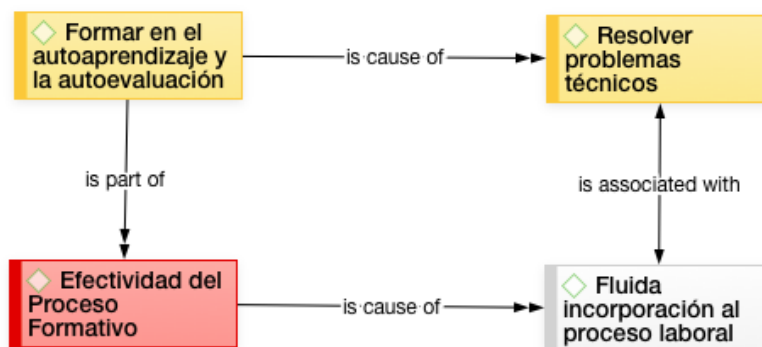 Formar en el
autoaprendizaje y
la autoevaluación
is cause of
Resolver
problemas
técnicos
is part of
is associated with
Efectividad del
Proceso
Formativo
is cause of
Fluida
incorporación al
proceso laboral